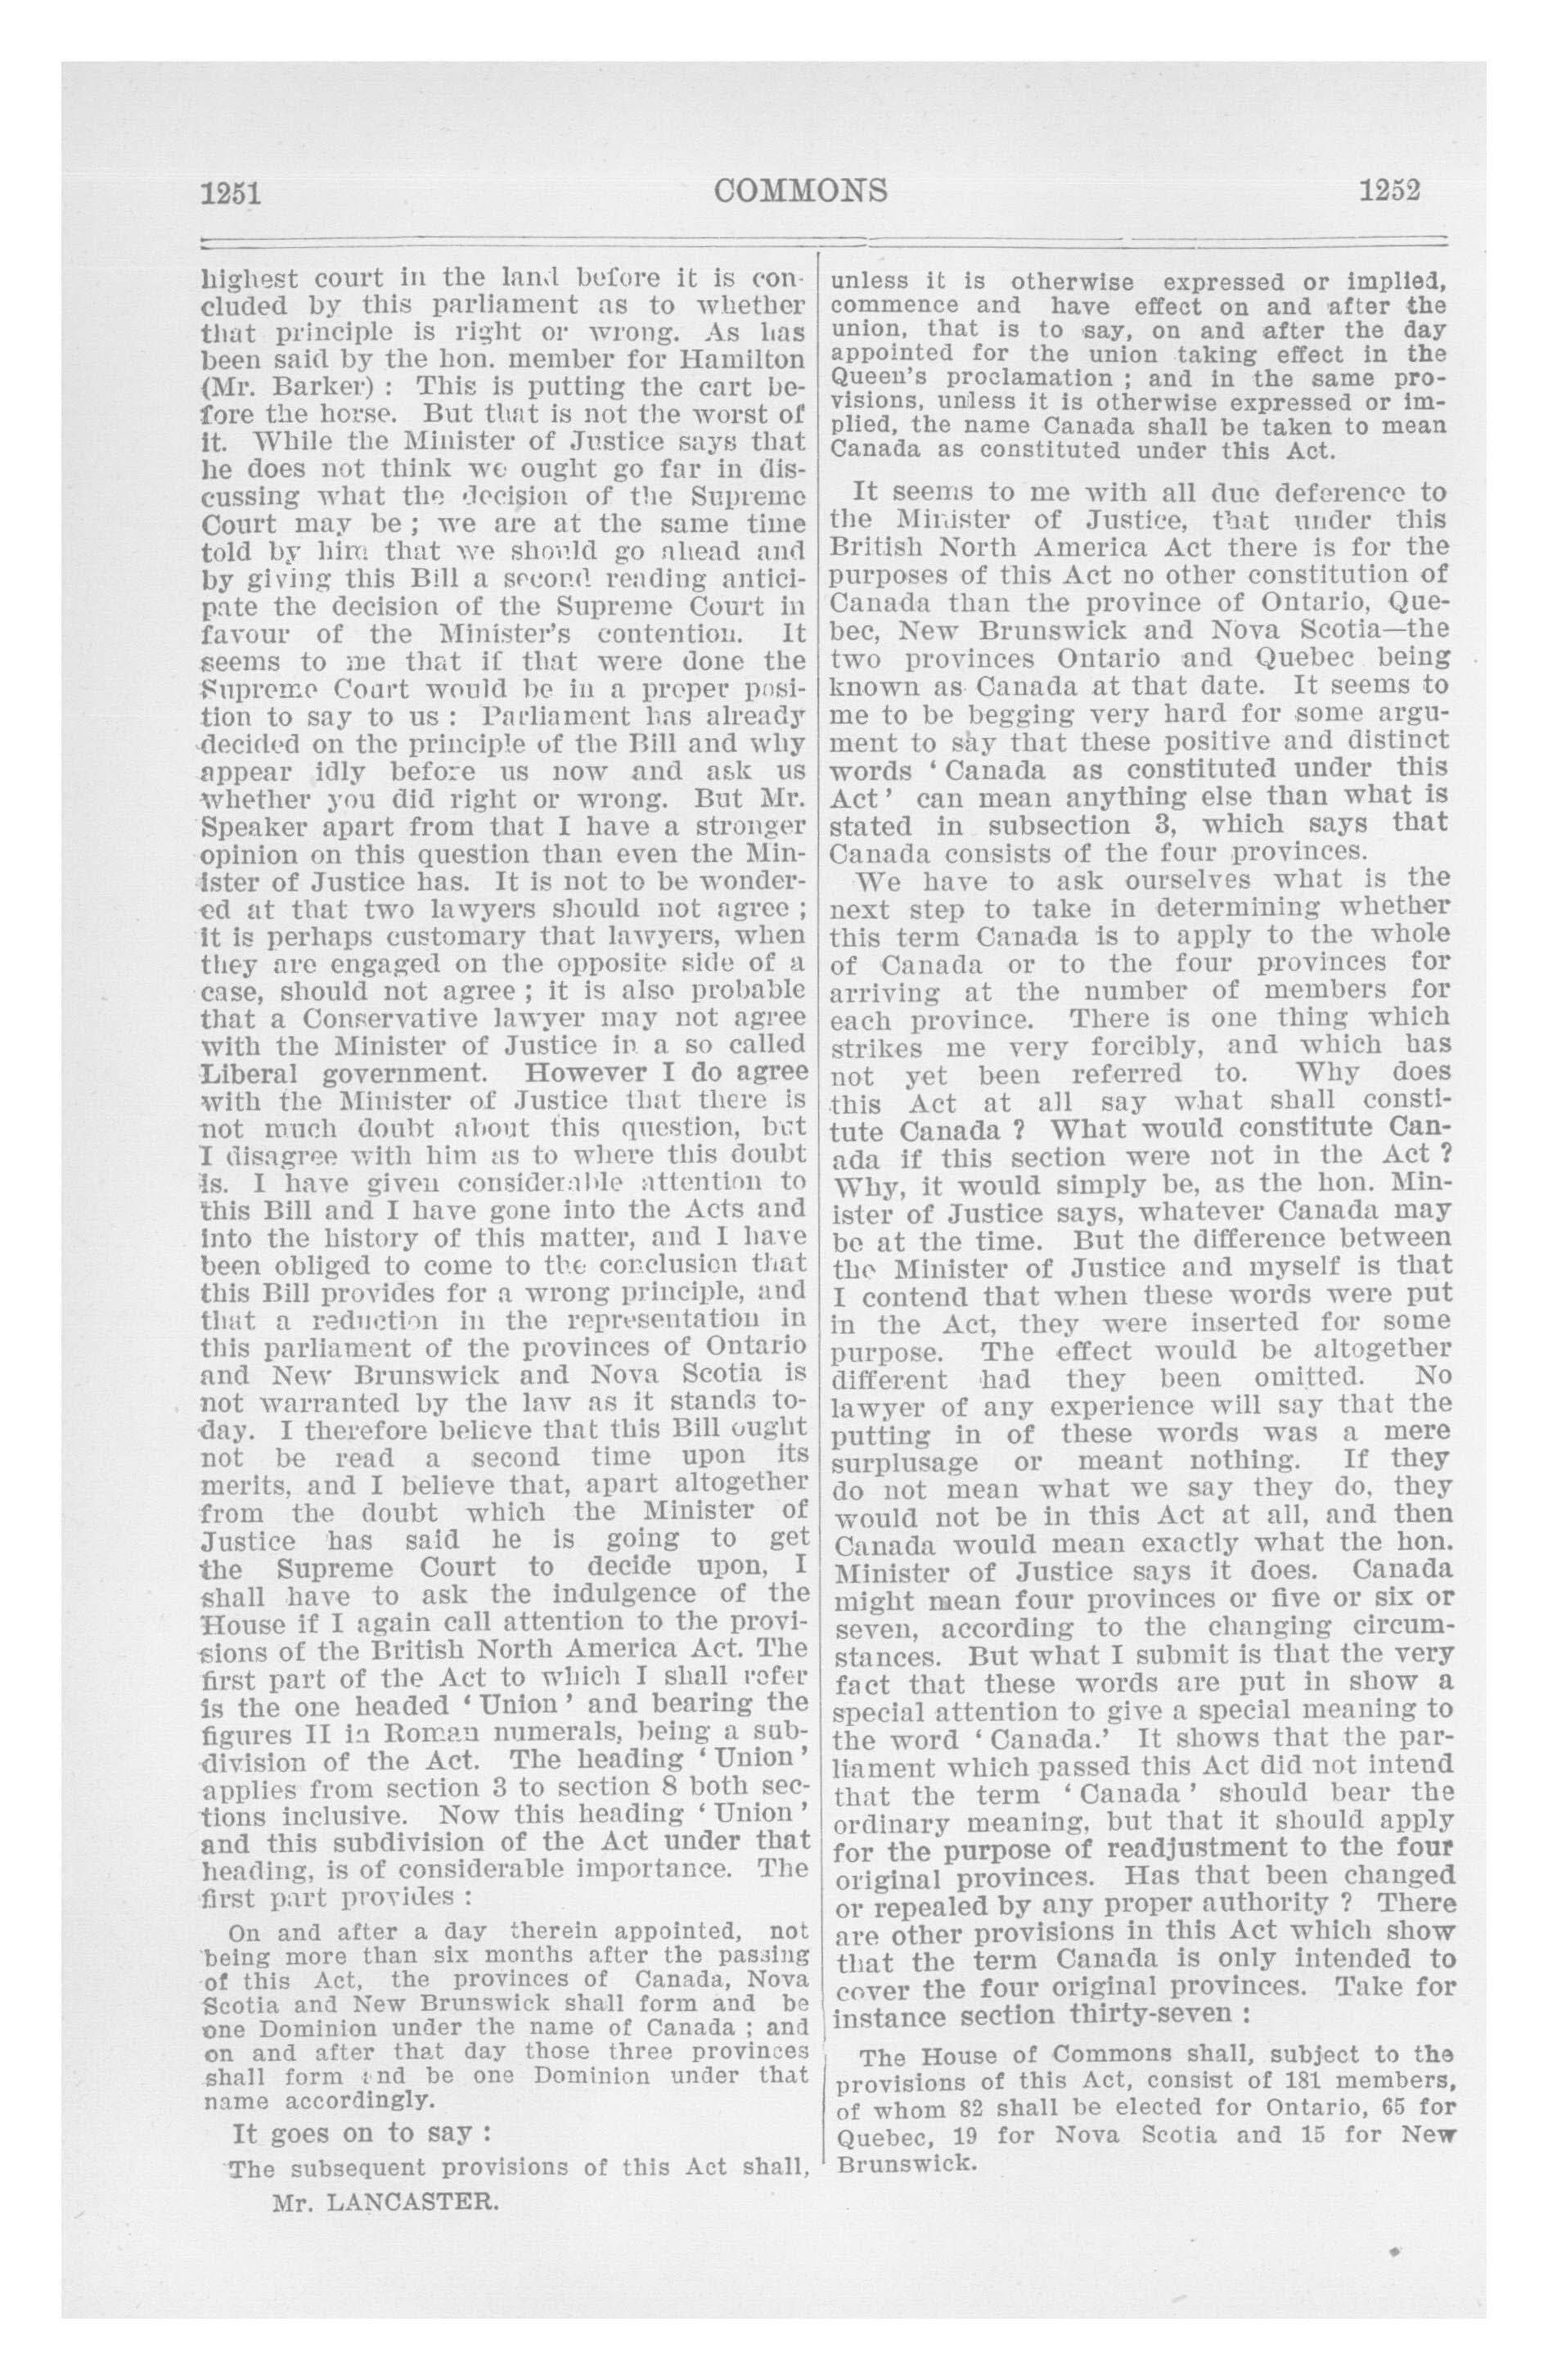 1251
COMMONS
1252
highest court in the land before it is con-
cluded by this parliament as to whether
that principle is right or wrong. As has
been said by the hon. member for Hamilton
(Mr. Barker) : This is putting the cart be-
fore the horse. But that is not the worst of
it. While the Minister of Justice says that
he does not think we ought go far in dis-
cussing what the decision of the Supreme
Court may be ; we are at the same time
told by him that we should go ahead and
by giving this Bill a second reading antici-
pate the decision of the Supreme Court in
favour of the Minister's contention. It
seems to me that if that were done the
Supreme Court would be in a proper posi-
tion to say to us : Parliament has already
decided on the principle of the Bill and why
appear idly before us now and ask us
whether you did right or wrong. But Mr.
Speaker apart from that I have a stronger
opinion on this question than even the Min-
ister of Justice has. It is not to be wonder-
ed at that two lawyers should not agree ;
it is perhaps customary that lawyers, when
they are engaged on the opposite side of a
case, should not agree ; it is also probable
that a Conservative lawyer may not agree
with the Minister of Justice in a so called
Liberal government. However I do agree
with the Minister of Justice that there is
not much doubt about this question, but
I disagree with him as to where this doubt
is. I have given considerable attention to
this Bill and I have gone into the Acts and
into the history of this matter, and I have
been obliged to come to the conclusion that
this Bill provides for a wrong principle, and
that a reduction in the representation in
this parliament of the provinces of Ontario
and New Brunswick and Nova Scotia is
not warranted by the law as it stands to-
day. I therefore believe that this Bill ought
not be read a second time upon its
merits, and I believe that, apart altogether
from the doubt which the Minister of
Justice has said he is going to get
the Supreme Court to decide upon, I
shall have to ask the indulgence of the
House if I again call attention to the provi-
sions of the British North America Act. The
first part of the Act to which I shall refer
is the one headed ' Union ' and bearing the
figures II in Roman numerals, being a sub-
division of the Act. The heading ' Union '
applies from section 3 to section 8 both sec-
tions inclusive. Now this heading ' Union '
and this subdivision of the Act under that
heading, is of considerable importance. The
first part provides :
On and after a day therein appointed, not
being more than six months after the passing
of this Act, the provinces of Canada, Nova
Scotia and New Brunswick shall form and be
one Dominion under the name of Canada ; and
on and after that day those three provinces
shall form and be one Dominion under that
name accordingly.
It goes on to say :
The subsequent provisions of this Act shall,
Mr. LANCASTER.
unless it is otherwise expressed or implied,
commence and have effect on and after the
union, that is to say, on and after the day
appointed for the union taking effect in the
Queen's proclamation ; and in the same pro-
visions, unless it is otherwise expressed or im-
plied, the name Canada shall be taken to mean
Canada as constituted under this Act.
It seems to me with all due deference to
the Minister of Justice, that under this
British North America Act there is for the
purposes of this Act no other constitution of
Canada than the province of Ontario, Que-
bec, New Brunswick and Nova Scotia—the
two provinces Ontario and Quebec being
known as Canada at that date. It seems to
me to be begging very hard for some argu-
ment to say that these positive and distinct
words ' Canada as constituted under this
Act' can mean anything else than what is
stated in subsection 3, which says that
Canada consists of the four provinces.
We have to ask ourselves what is the
next step to take in determining whether
this term Canada is to apply to the whole
of Canada or to the four provinces for
arriving at the number of members for
each province. There is one thing which
strikes me very forcibly, and which has
not yet been referred to. Why does
this Act at all say what shall consti-
tute Canada ? What would constitute Can-
ada if this section were not in the Act ?
Why, it would simply be, as the hon. Min-
ister of Justice says, whatever Canada may
be at the time. But the difference between
the Minister of Justice and myself is that
I contend that when these words were put
in the Act, they were inserted for some
purpose. The effect would be altogether
different had they been omitted. No
lawyer of any experience will say that the
putting in of these words was a mere
surplusage or meant nothing. If they
do not mean what we say they do, they
would not be in this Act at all, and then
Canada would mean exactly what the hon.
Minister of Justice says it does. Canada
might mean four provinces or five or six or
seven, according to the changing circum-
stances. But what I submit is that the very
fact that these words are put in show a
special attention to give a special meaning to
the word ' Canada.' It shows that the par-
liament which passed this Act did not intend
that the term ' Canada ' should bear the
ordinary meaning, but that it should apply
for the purpose of readjustment to the four
original provinces. Has that been changed
or repealed by any proper authority ? There
are other provisions in this Act which show
that the term Canada is only intended to
cover the four original provinces. Take for
instance section thirty-seven :
The House of Commons shall, subject to the
provisions of this Act, consist of 181 members,
of whom 82 shall be elected for Ontario, 65 for
Quebec, 19 for Nova Scotia and 15 for New
Brunswick.